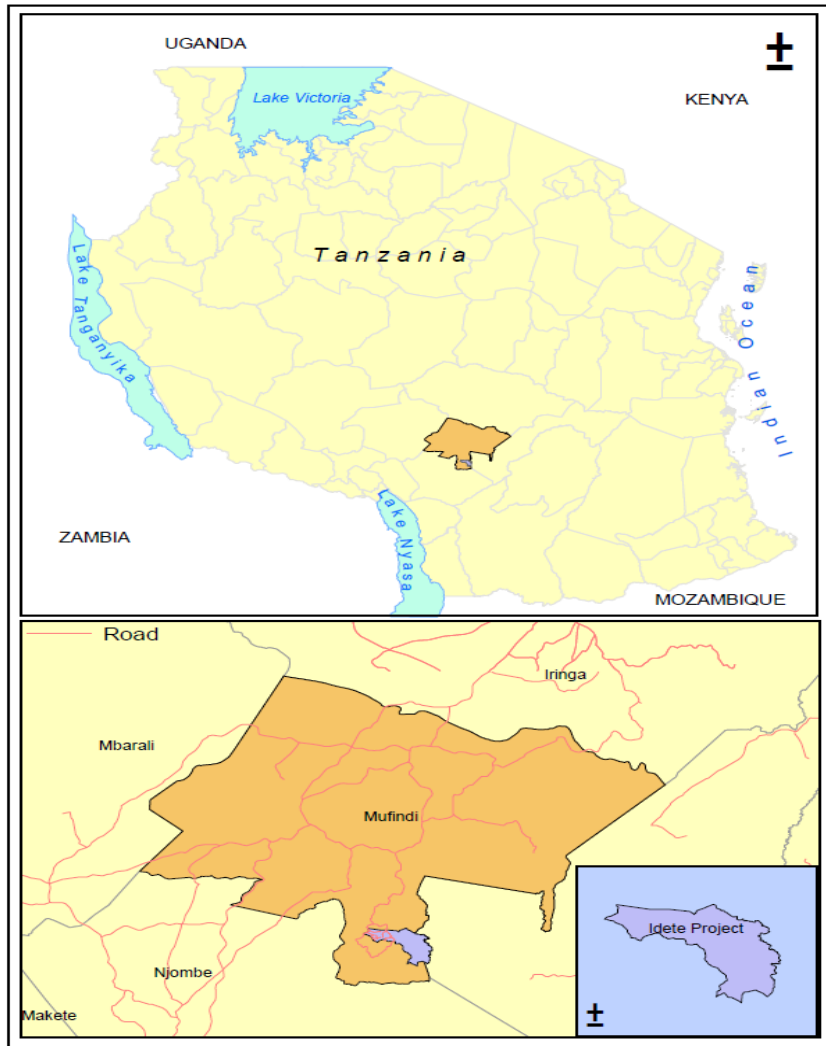 UGANDA
Lake Victoria
KENYA
Tanzania
Lake Tanganyika
Indian Ocean
Lake Nyasa
ZAMBIA
MOZAMBIQUE
Road
Iringa
Mbarali
Mufindi
Idete Project
Njombe
Makete